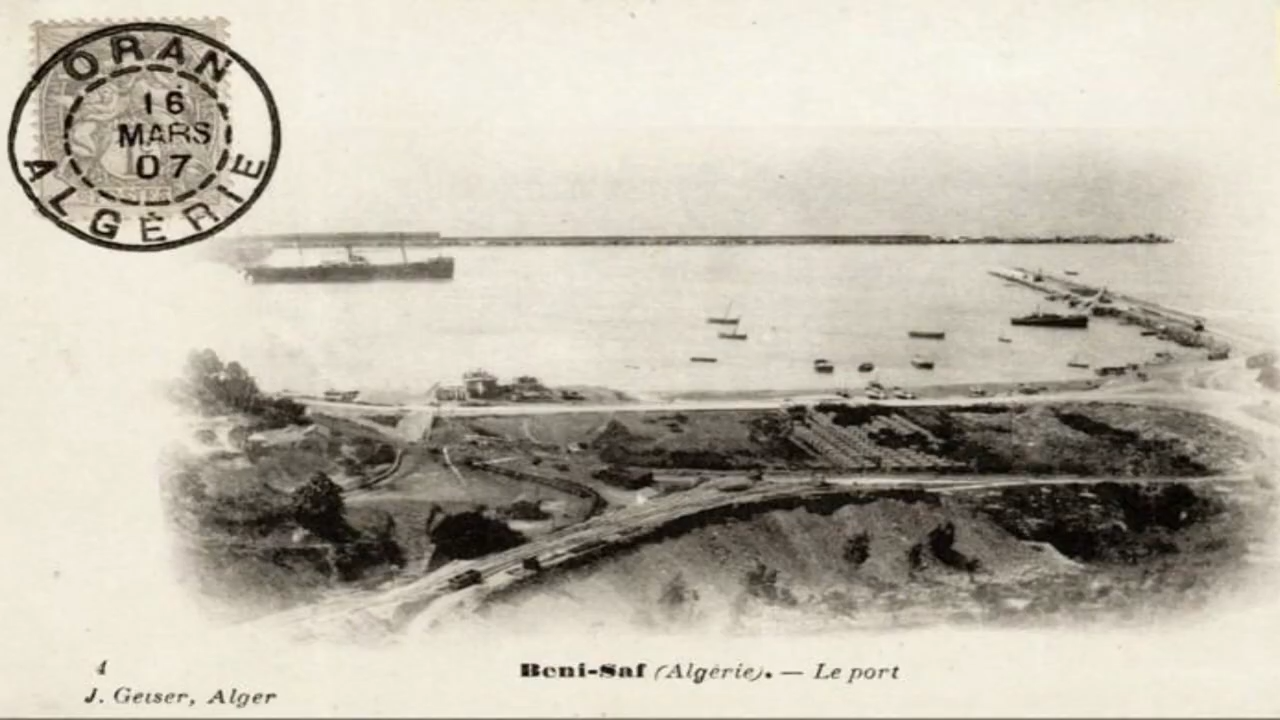 ORAN
16
MARS
07
ALGÉRIE
4
J. Geiser, Alger
Beni-Saf (Algérie). — Le port